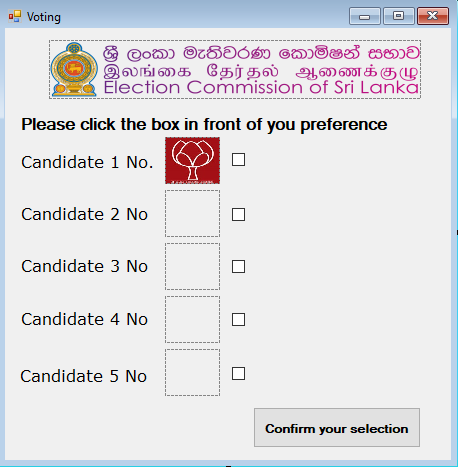 Voting
ශ්‍රී ලංකා මැතිවරණ කොමිෂන් සභාව
இலங்கை தேர்தல் ஆணைக்குழு
Election Commission of Sri Lanka
Please click the box in front of you preference
Candidate 1 No.
Candidate 2 No
Candidate 3 No
Candidate 4 No
Candidate 5 No
Confirm your selection